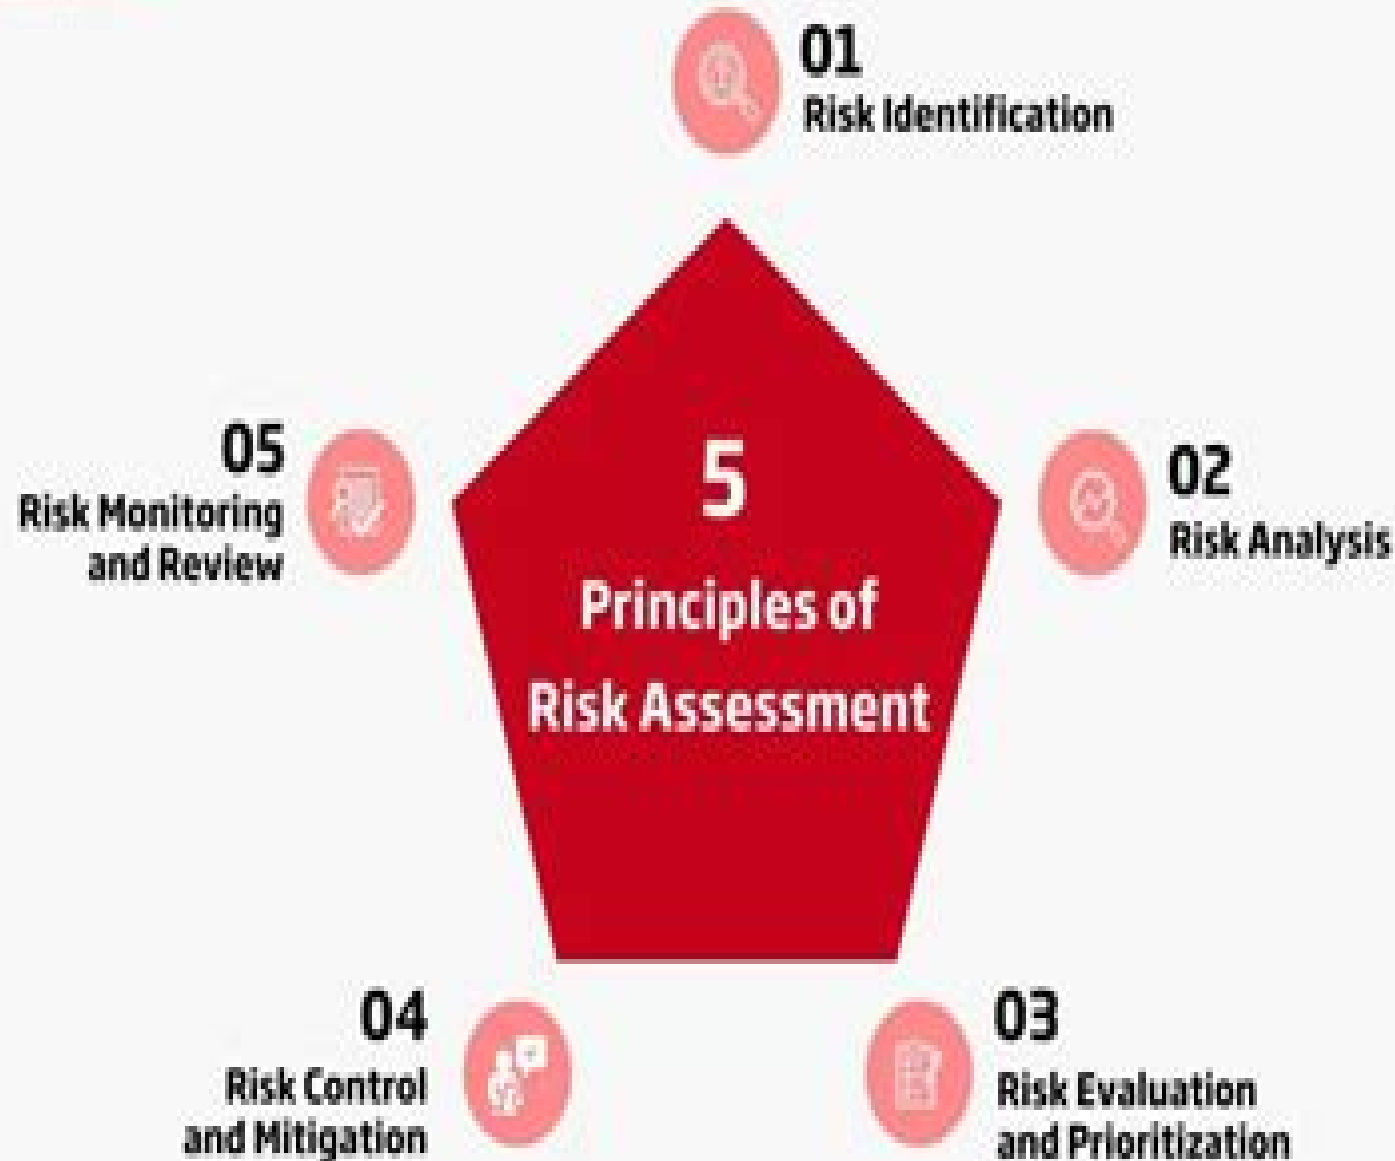 01
Risk Identification
5
Principles of
Risk Assessment
02
Risk Analysis
03
Risk Evaluation
and Prioritization
04
Risk Control
and Mitigation
05
Risk Monitoring
and Review